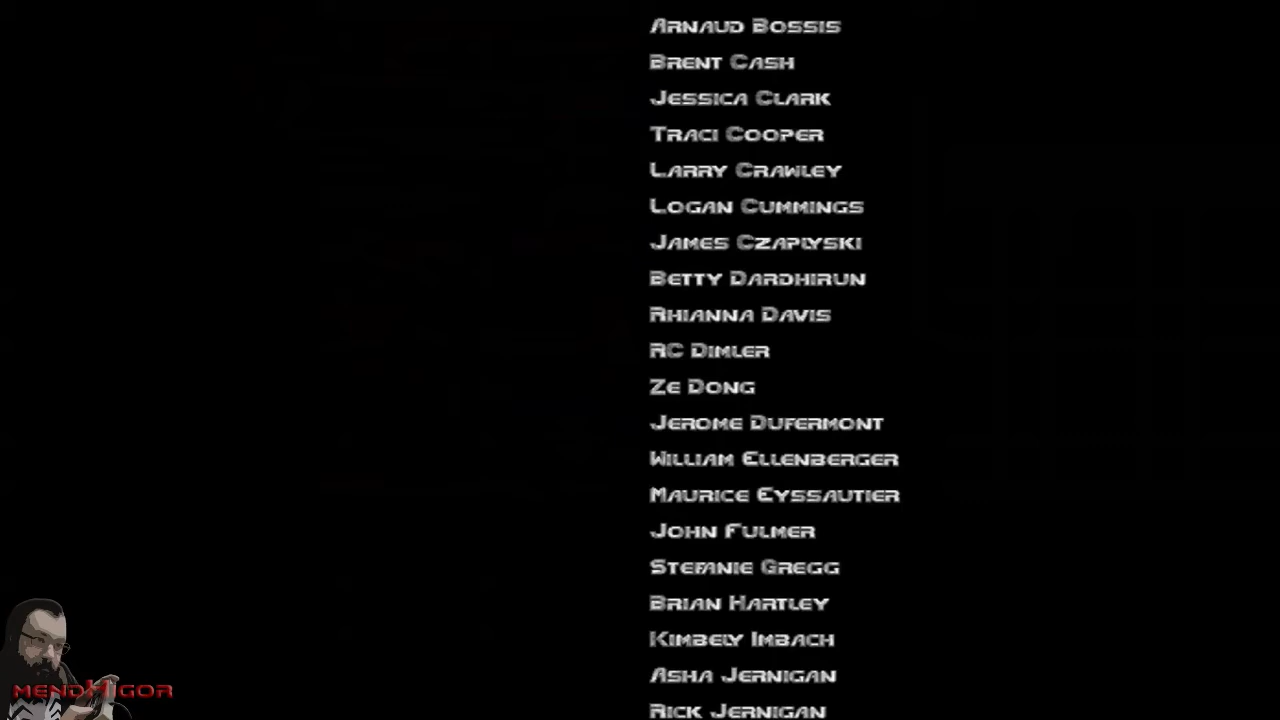 Arnaud Bossis
Brent Cash
Jessica Clark
Traci Cooper
Larry Crawley
Logan Cummings
James Czaplyski
Betty Dardhirun
Rhianna Davis
RC Dimler
Ze Dong
Jerome Dufermont
William Ellenberger
Maurice Eyssautier
John Fulmer
Stefanie Gregg
Brian Hartley
Kimbely Imbach
Asha Jernigan
Rick Jernigan
mendH Igor